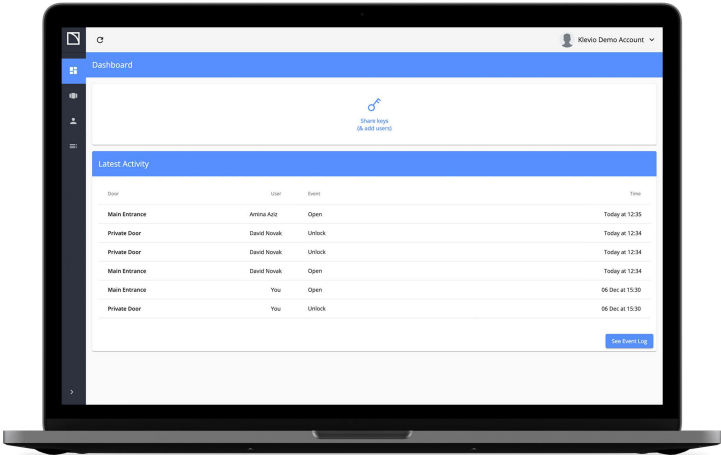 Klevio Demo Account
Dashboard
Share keys
(& add users)
Latest Activity
Door User Event Time
Main Entrance Amina Aziz Open Today at 12:35
Private Door David Novak Unlock Today at 12:34
Private Door David Novak Unlock Today at 12:34
Main Entrance David Novak Open Today at 12:34
Main Entrance You Open 06 Dec at 15:30
Private Door You Unlock 06 Dec at 15:30
See Event Log